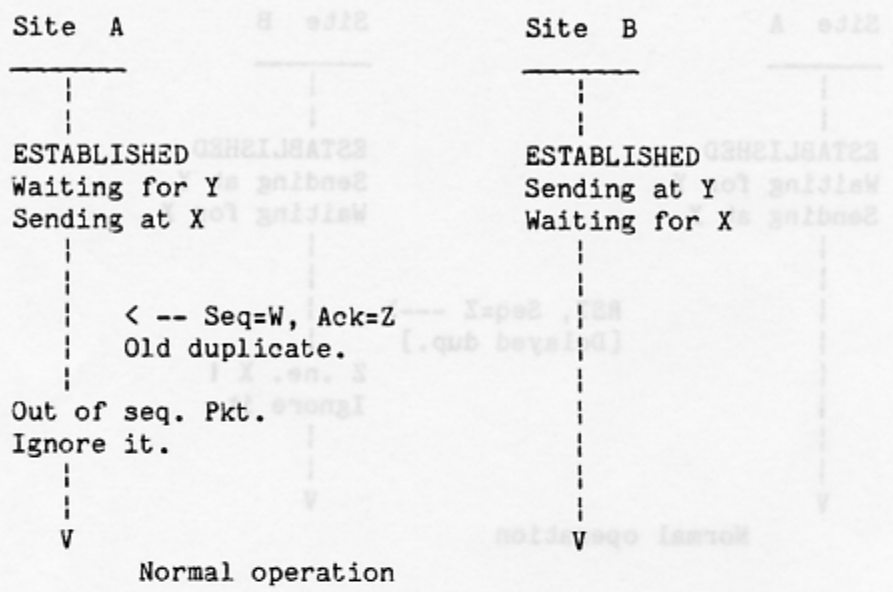 Site A Site B
ESTABLISHED ESTABLISHED
Waiting for Y Sending at Y
Sending at X Waiting for X
< -- Seq=W, Ack=Z
Old duplicate.
Out of seq. Pkt.
Ignore it.
V V
Normal operation